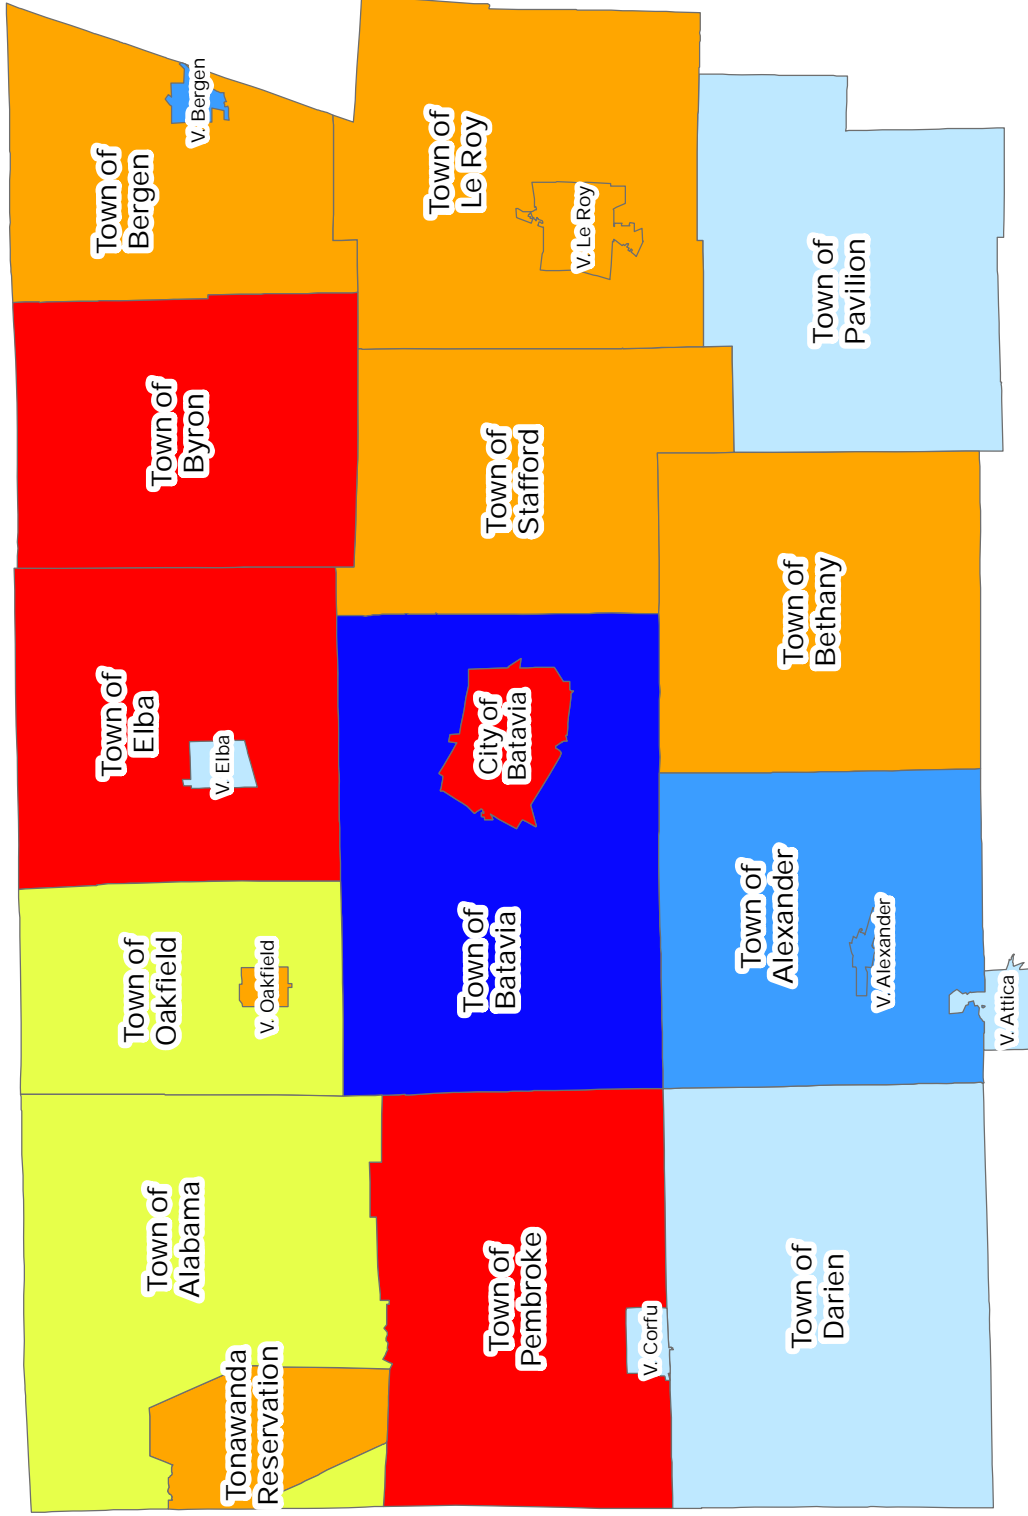 Town of
Alabama
Tonawanda
Reservation
Town of
Oakfield
V. Oakfield
Town of
Elba
V. Elba
Town of
Byron
Town of
Bergen
V. Bergen
Town of
Pembroke
V. Corfu
Town of
Batavia
City of
Batavia
Town of
Stafford
Town of
Le Roy
V. Le Roy
Town of
Darien
Town of
Alexander
V. Alexander
V. Attica
Town of
Bethany
Town of
Pavilion